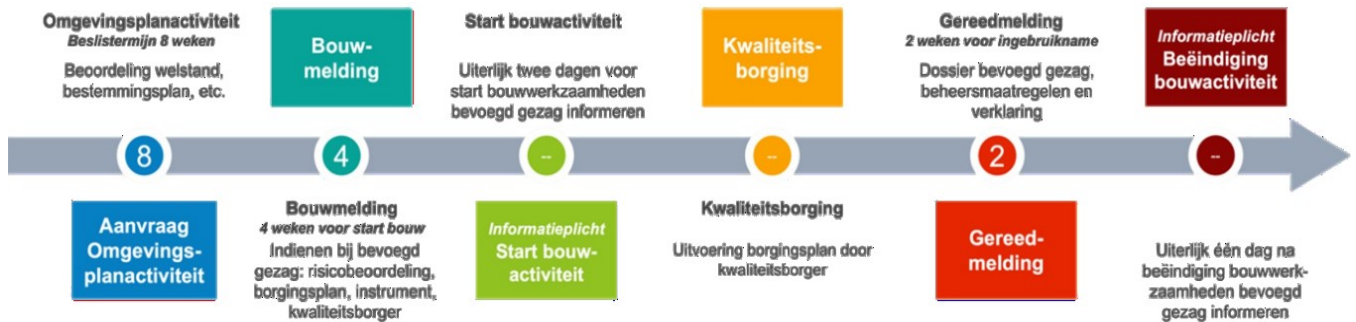 Omgevingsplanactiviteit
Beslistermijn 8 weken
Beoordeling welstand,
bestemmingsplan, etc.
8
Aanvraag
Omgevings-
planactiviteit
Bouw-
melding
4
Bouwmelding
4 weken voor start bouw
Indienen bij bevoegd
gezag: risicobeoordeling,
borgingsplan, instrument,
kwaliteitsborger
Start bouwactiviteit
Uiterlijk twee dagen voor
start bouwwerkzaamheden
bevoegd gezag informeren
--
Informatieplicht
Start bouw-
activiteit
Kwaliteits-
borging
--
Kwaliteitsborging
Uitvoering borgingsplan door
kwaliteitsborger
Gereedmelding
2 weken voor ingebruikname
Dossier bevoegd gezag,
beheersmaatregelen en
verklaring
2
Gereed-
melding
Informatieplicht
Beëindiging
bouwactiviteit
--
Uiterlijk één dag na
beëindiging bouwwerk-
zaamheden bevoegd
gezag informeren